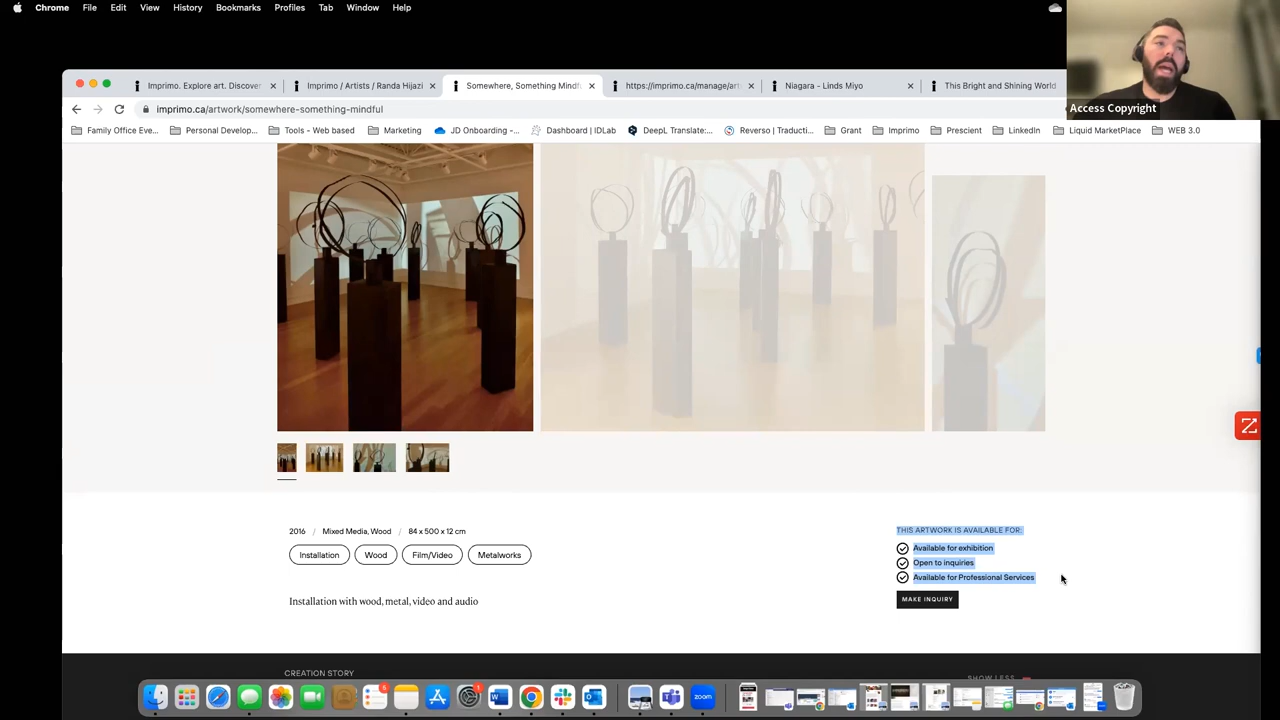 Chrome File Edit View History Bookmarks Profiles Tab Window Help
Access Copyright
Imprimo. Explore art. Discover Imprimo / Artists / Randa Hijazi Somewhere, Something Mindfu https://imprimo.ca/manage/art Niagara - Linds Miyo This Bright and Shining World
imprimo.ca/artwork/somewhere-something-mindful
Family Office Eve... Personal Develop... Tools - Web based Marketing JD Onboarding -... Dashboard | IDLab DeepL Translate:... Reverso | Traducti... Grant Imprimo Prescient LinkedIn Liquid MarketPlace WEB 3.0
2016 / Mixed Media, Wood / 84 x 500 x 12 cm
Installation Wood Film/Video Metalworks
Installation with wood, metal, video and audio
THIS ARTWORK IS AVAILABLE FOR:
Available for exhibition
Open to inquiries
Available for Professional Services
MAKE INQUIRY
CREATION STORY
SHOW LESS
zoom